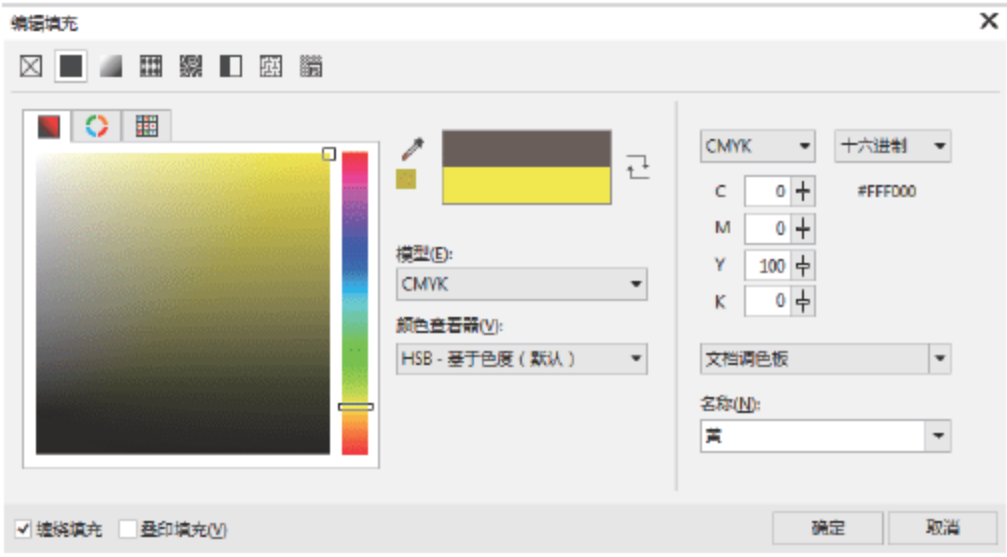 编辑填充
CMYK
十六进制
C 0
#FFF000
M 0
Y 100
K 0
模型(E):
CMYK
颜色查看器(V):
HSB - 基于色度（默认）
文档调色板
名称(N):
黄
缠绕填充
叠印填充(V)
确定
取消